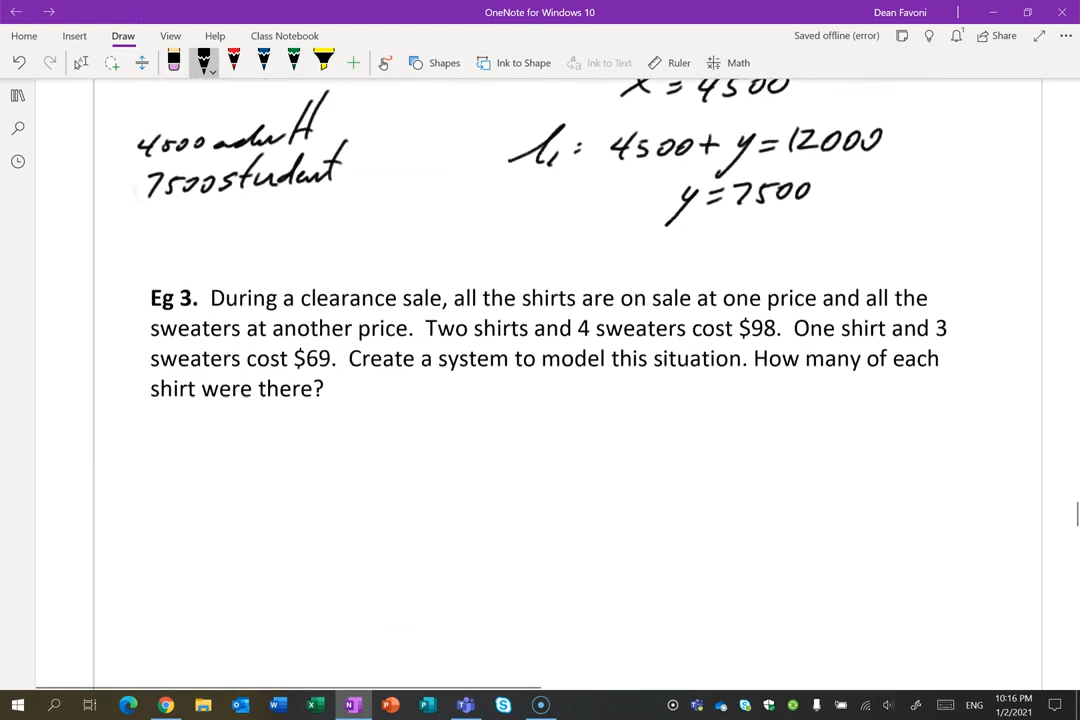 OneNote for Windows 10
Dean Favoni
Home Insert Draw View Help Class Notebook
Saved offline (error) Share
Shapes Ink to Shape Ink to Text Ruler Math
x = 4500
4500 adult
7500 student
l₁: 4500 + y = 12000
y = 7500
Eg 3. During a clearance sale, all the shirts are on sale at one price and all the
sweaters at another price. Two shirts and 4 sweaters cost $98. One shirt and 3
sweaters cost $69. Create a system to model this situation. How many of each
shirt were there?
ENG
10:16 PM
1/2/2021